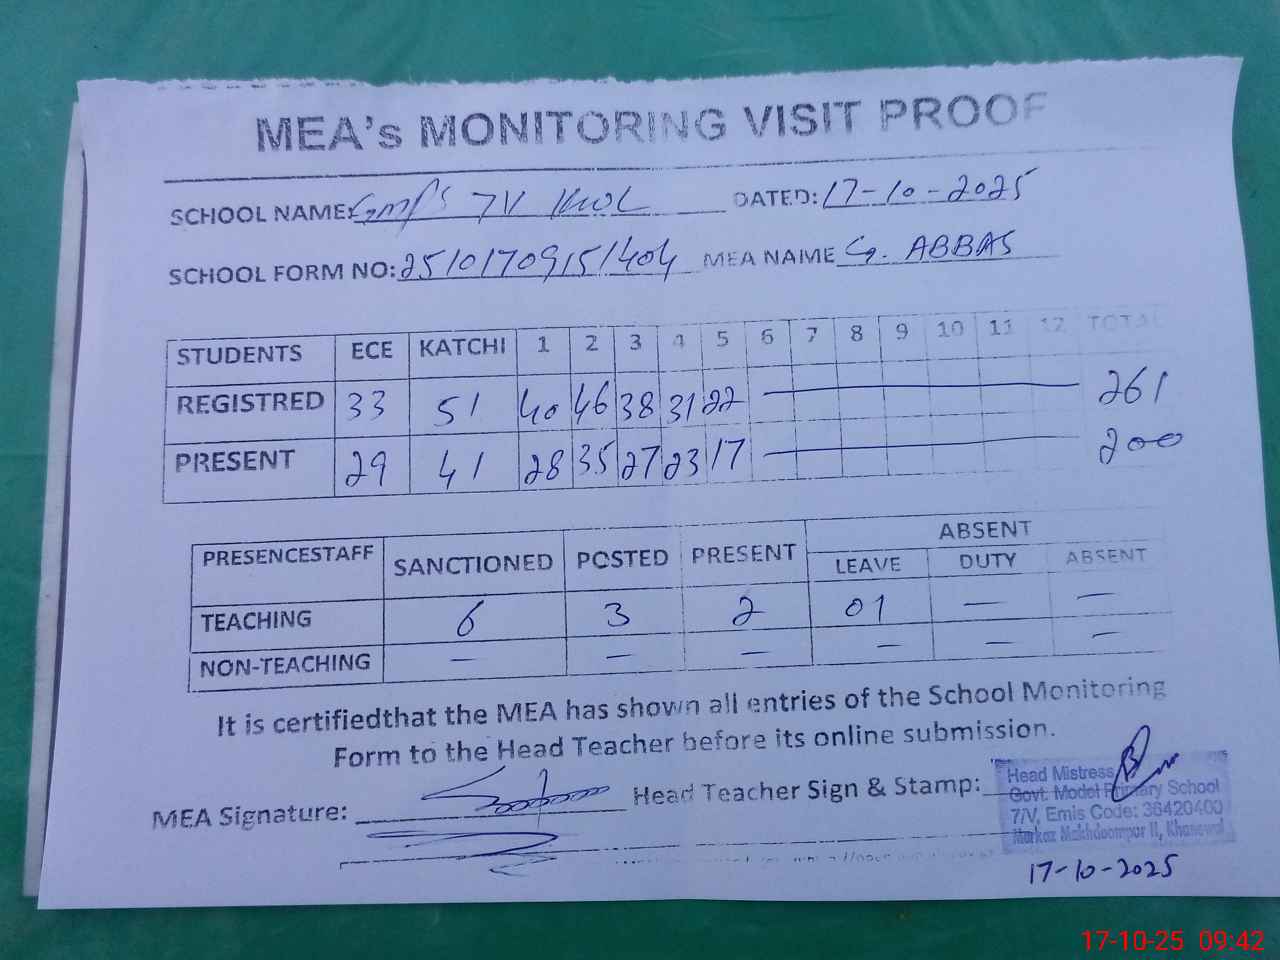 MEA's MONITORING VISIT PROOF
SCHOOL NAME: GMPS 7V KWL DATED: 17-10-2025
SCHOOL FORM NO: 25101709151404 MEA NAME G. ABBAS
STUDENTS ECE KATCHI 1 2 3 4 5 6 7 8 9 10 11 12 TOTAL
REGISTRED 33 51 40 46 38 31 22 — 261
PRESENT 29 41 28 35 27 23 17 — 200
PRESENCESTAFF SANCTIONED POSTED PRESENT ABSENT
LEAVE DUTY ABSENT
TEACHING 6 3 2 01 — —
NON-TEACHING — — — — — —
It is certifiedthat the MEA has shown all entries of the School Monitoring
Form to the Head Teacher before its online submission.
MEA Signature: Head Teacher Sign & Stamp:
Head Mistress
Govt. Model Primary School
7/V, Emis Code: 36420400
Markaz Makhdoompur II, Khanewal
17-10-2025
17-10-25 09:42